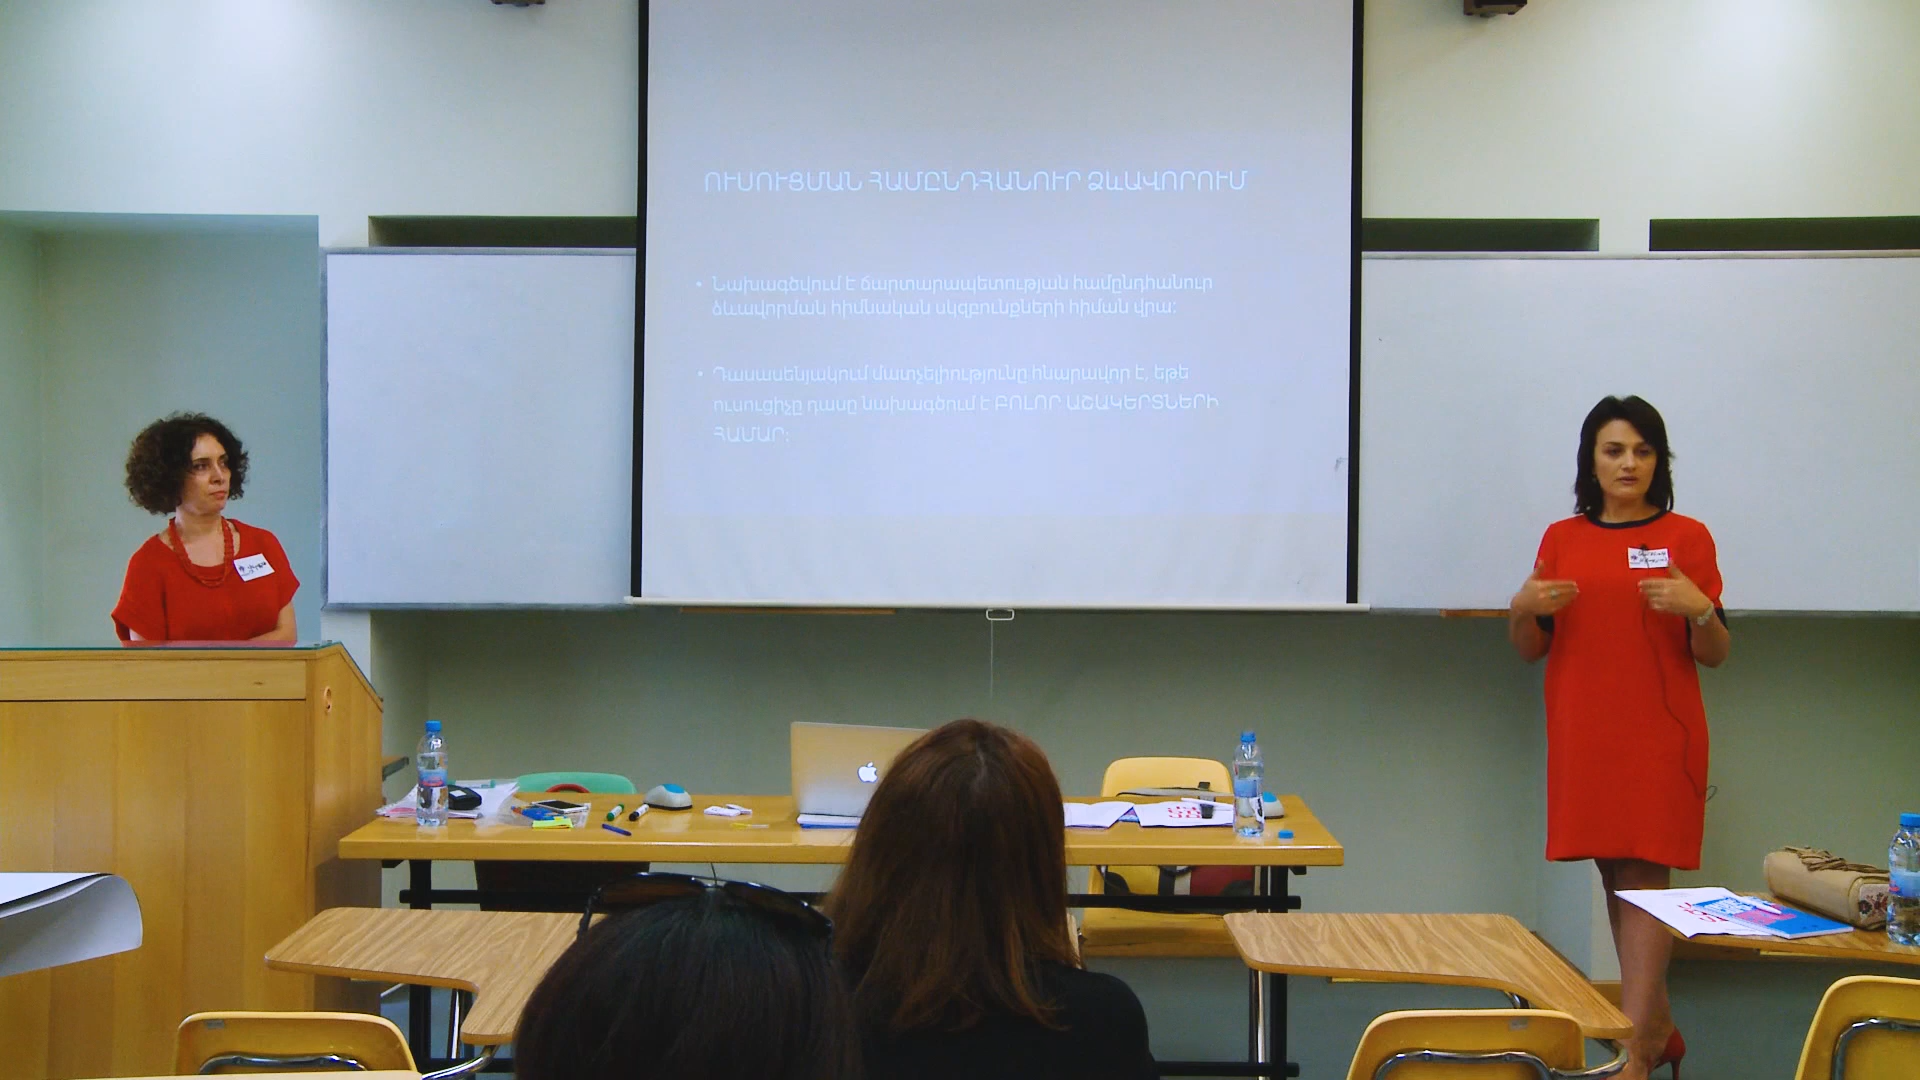 ՈՒՍՈՒՑՄԱՆ ՀԱՄԸՆԴՀԱՆՈՒՐ ՁևԱՎՈՐՈՒՄ
• Նախագծվում է ճարտարապետության համընդհանուր
ձևավորման հիմնական սկզբունքների հիման վրա:
• Դասասենյակում մատչելիությունը հնարավոր է, եթե
ուսուցիչը դասը նախագծում է ԲՈԼՈՐ ԱՇԱԿԵՐՏՆԵՐԻ
ՀԱՄԱՐ: